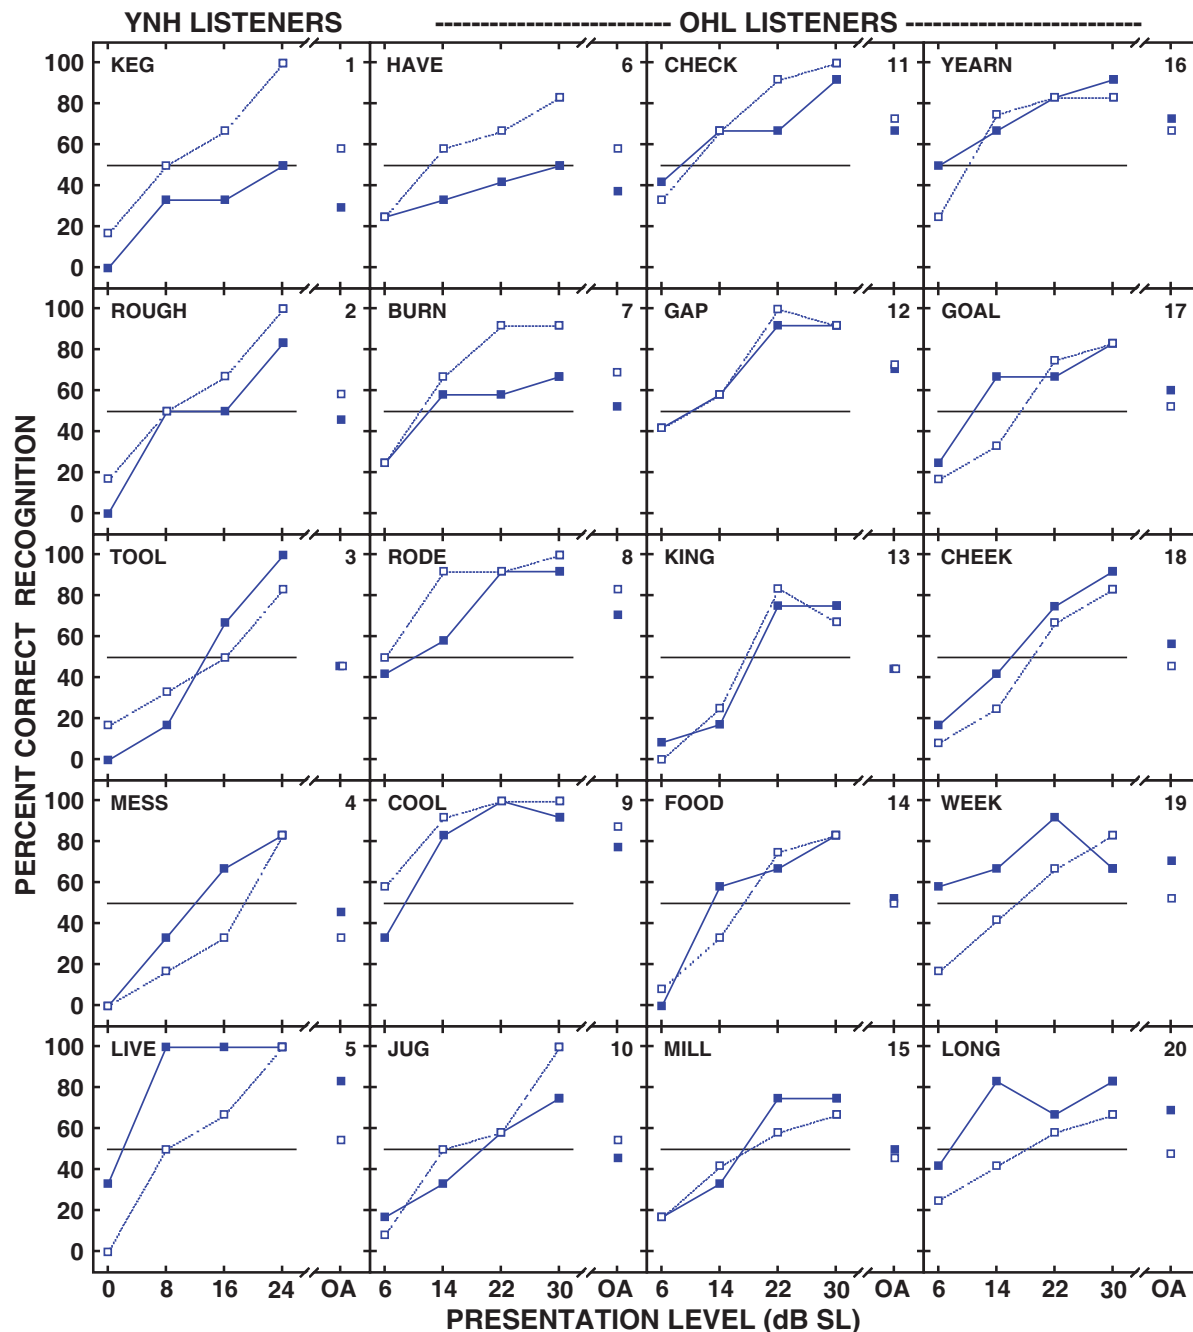 YNH LISTENERS -------------------------- OHL LISTENERS --------------------------
PERCENT CORRECT RECOGNITION
100 KEG 1 HAVE 6 CHECK 11 YEARN 16
80
60
40
20
0
100 ROUGH 2 BURN 7 GAP 12 GOAL 17
80
60
40
20
0
100 TOOL 3 RODE 8 KING 13 CHEEK 18
80
60
40
20
0
100 MESS 4 COOL 9 FOOD 14 WEEK 19
80
60
40
20
0
100 LIVE 5 JUG 10 MILL 15 LONG 20
80
60
40
20
0
0 8 16 24 OA 6 14 22 30 OA 6 14 22 30 OA 6 14 22 30 OA
PRESENTATION LEVEL (dB SL)